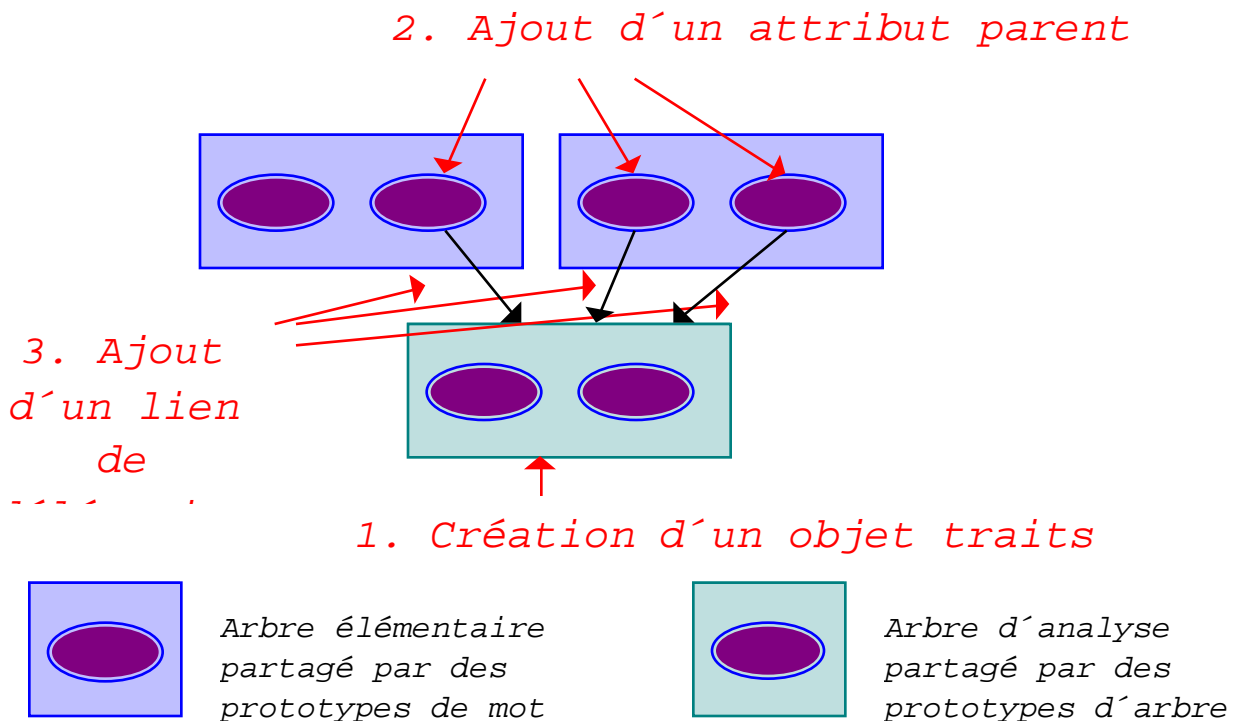 2. Ajout d´un attribut parent
3. Ajout
d´un lien
de
1. Création d´un objet traits
Arbre élémentaire
partagé par des
prototypes de mot
Arbre d´analyse
partagé par des
prototypes d´arbre